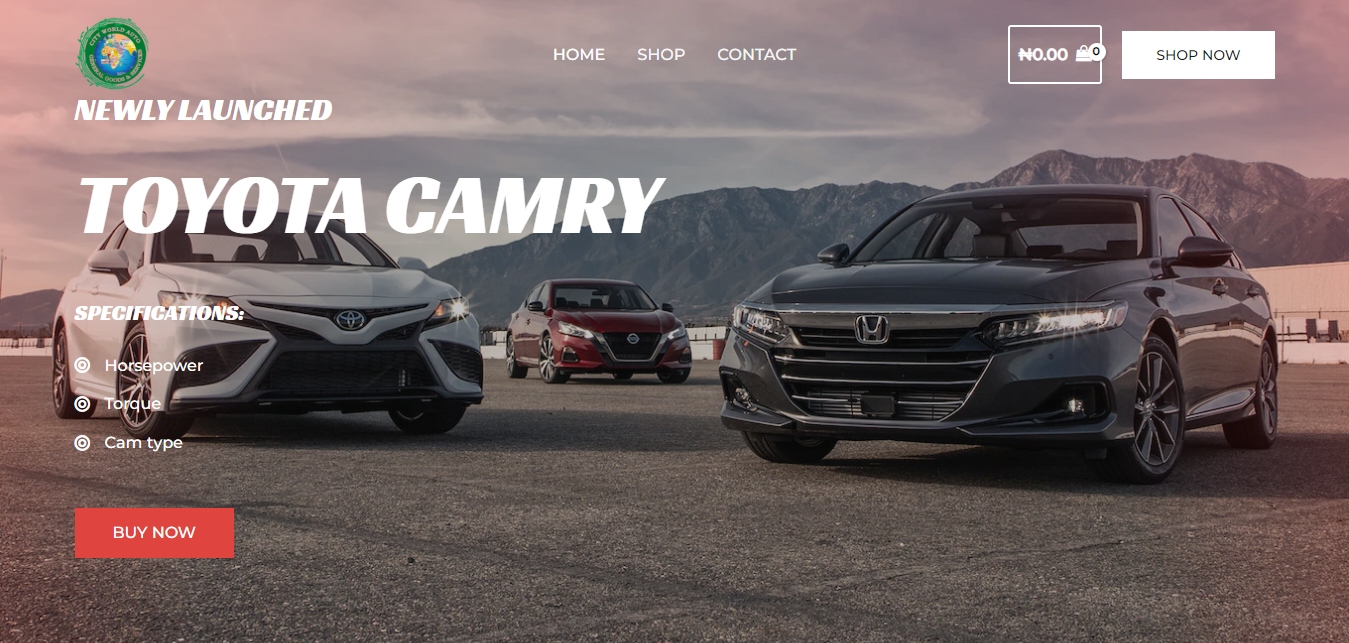 CITY WORLD AUTO
GENERAL GOODS & SERVICES
HOME
SHOP
CONTACT
₦0.00
0
SHOP NOW
NEWLY LAUNCHED
TOYOTA CAMRY
SPECIFICATIONS:
Horsepower
Torque
Cam type
BUY NOW